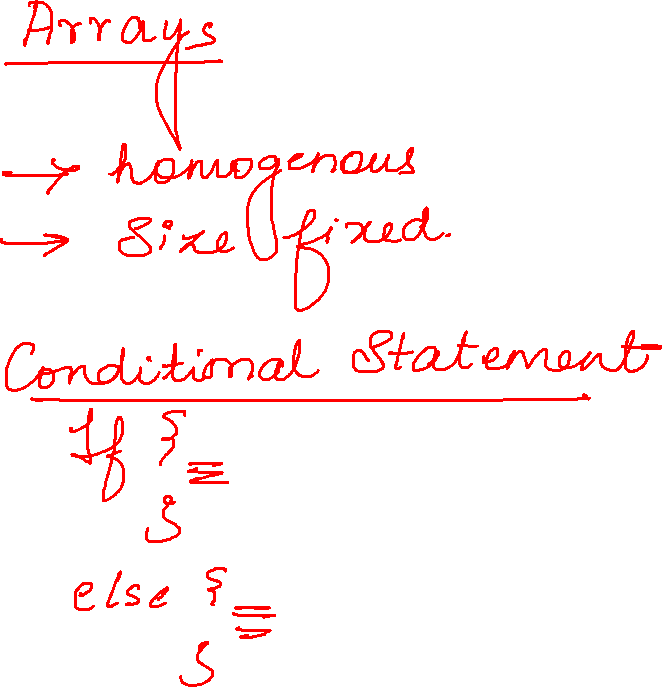 Arrays
→ homogenous
→ Size fixed.
Conditional Statement
If {
}
else {
}